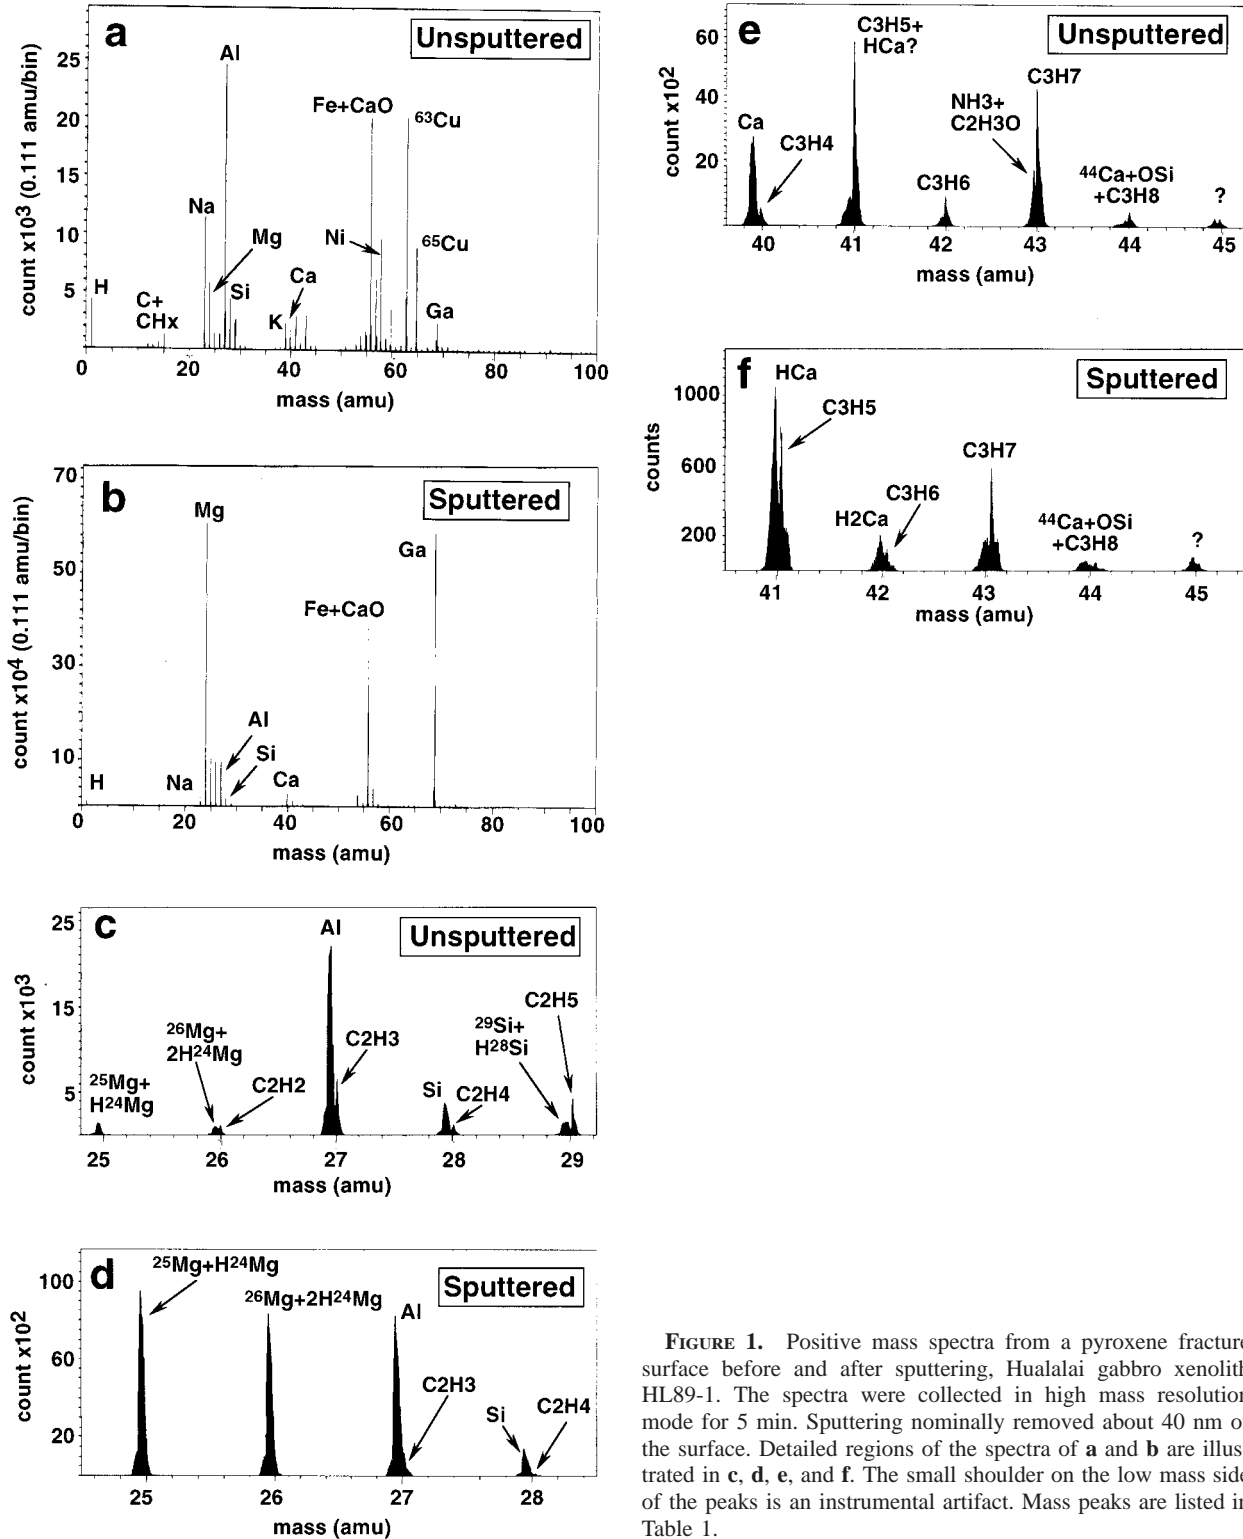 a
Unsputtered
count x10³ (0.111 amu/bin)
25
20
15
10
5
H
C+
CHx
Na
Mg
Al
Si
K
Ca
Ni
Fe+CaO
⁶³Cu
⁶⁵Cu
Ga
0 20 40 60 80 100
mass (amu)
b
Sputtered
count x10⁴ (0.111 amu/bin)
70
50
30
10
H
Na
Mg
Al
Si
Ca
Fe+CaO
Ga
0 20 40 60 80 100
mass (amu)
c
Unsputtered
count x10³
25
15
5
²⁵Mg+
H²⁴Mg
²⁶Mg+
2H²⁴Mg
C2H2
Al
C2H3
Si
C2H4
²⁹Si+
H²⁸Si
C2H5
25 26 27 28 29
mass (amu)
d
Sputtered
count x10²
100
60
20
²⁵Mg+H²⁴Mg
²⁶Mg+2H²⁴Mg
Al
C2H3
Si
C2H4
25 26 27 28
mass (amu)
e
Unsputtered
count x10²
60
40
20
Ca
C3H4
C3H5+
HCa?
C3H6
NH3+
C2H3O
C3H7
⁴⁴Ca+OSi
+C3H8
?
40 41 42 43 44 45
mass (amu)
f
Sputtered
counts
1000
600
200
HCa
C3H5
H2Ca
C3H6
C3H7
⁴⁴Ca+OSi
+C3H8
?
41 42 43 44 45
mass (amu)
FIGURE 1. Positive mass spectra from a pyroxene fracture
surface before and after sputtering, Hualalai gabbro xenolith
HL89-1. The spectra were collected in high mass resolution
mode for 5 min. Sputtering nominally removed about 40 nm o
the surface. Detailed regions of the spectra of a and b are illus
trated in c, d, e, and f. The small shoulder on the low mass side
of the peaks is an instrumental artifact. Mass peaks are listed in
Table 1.